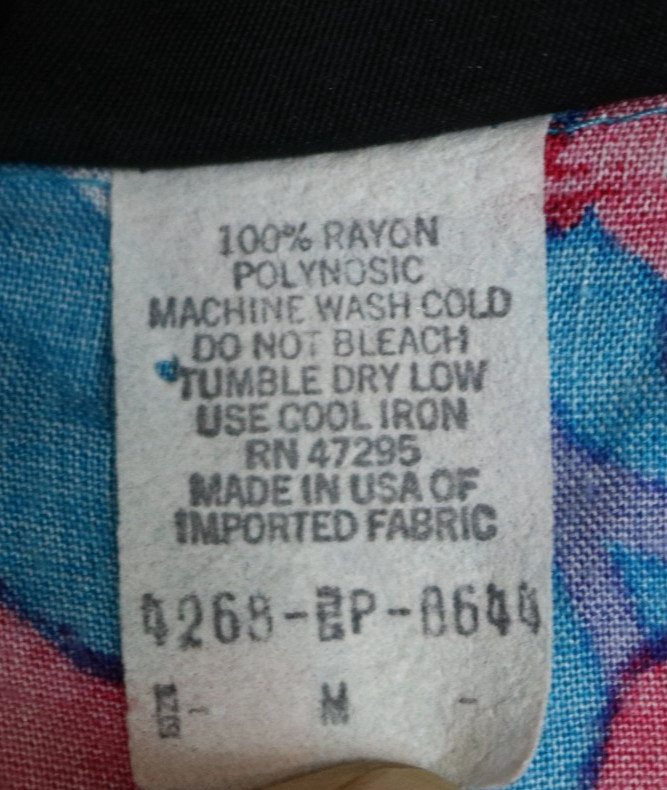 100% RAYON
POLYNOSIC
MACHINE WASH COLD
DO NOT BLEACH
TUMBLE DRY LOW
USE COOL IRON
RN 47295
MADE IN USA OF
IMPORTED FABRIC
M